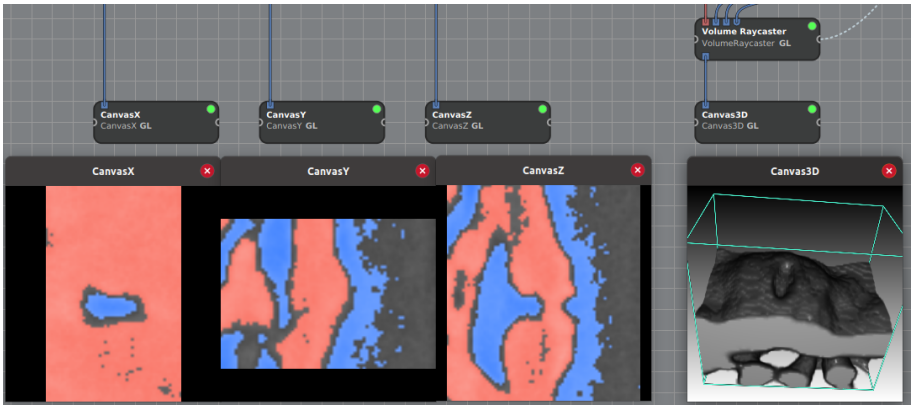 Volume Raycaster
VolumeRaycaster GL
CanvasX
CanvasX GL
CanvasY
CanvasY GL
CanvasZ
CanvasZ GL
Canvas3D
Canvas3D GL
CanvasX
CanvasY
CanvasZ
Canvas3D